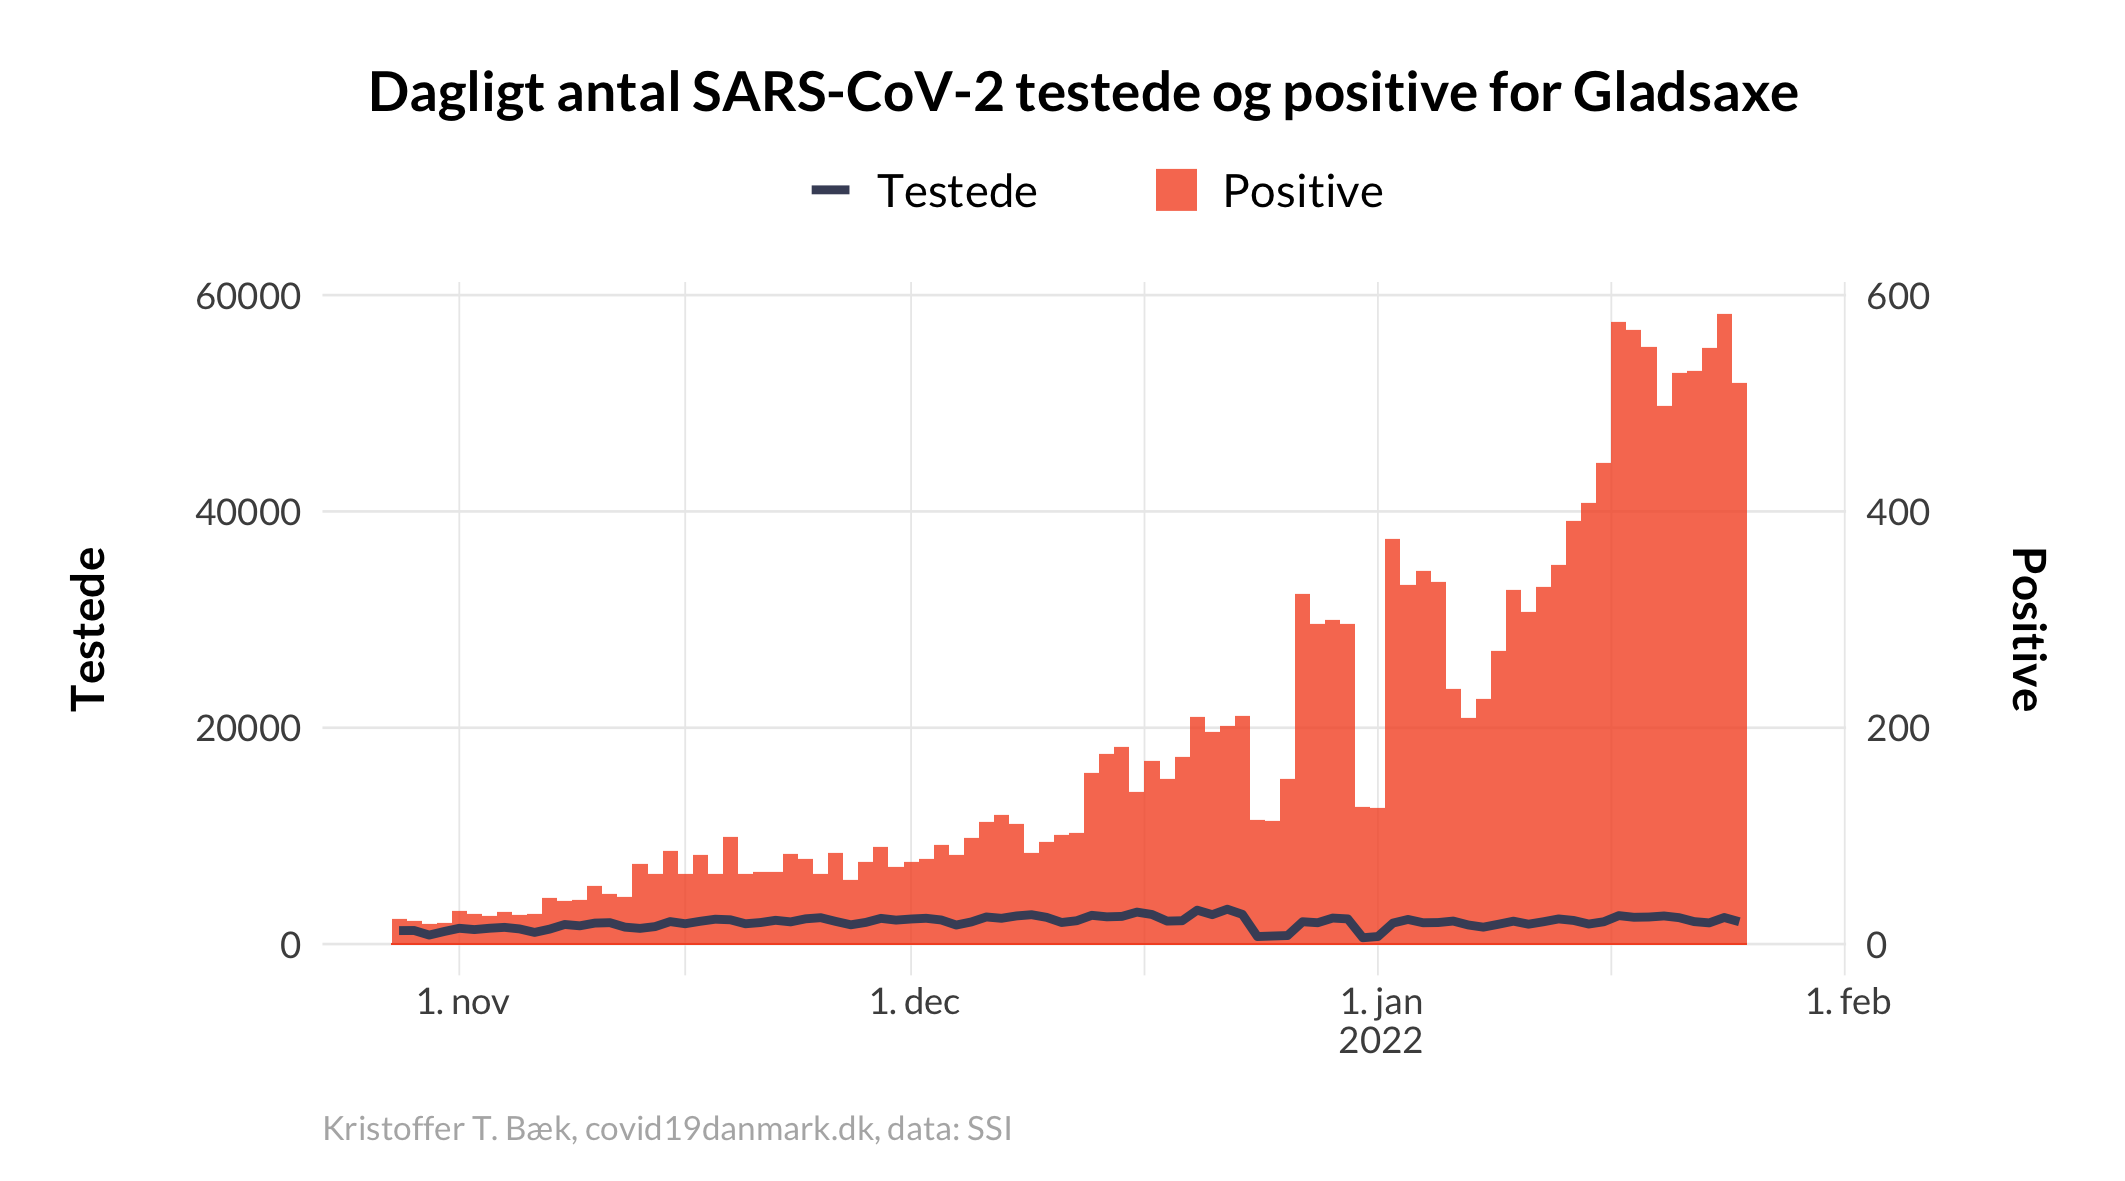 Dagligt antal SARS-CoV-2 testede og positive for Gladsaxe
Testede Positive
60000 600
40000 400
20000 200
0 0
Testede
Positive
1. nov 1. dec 1. jan 1. feb
2022
Kristoffer T. Bæk, covid19danmark.dk, data: SSI